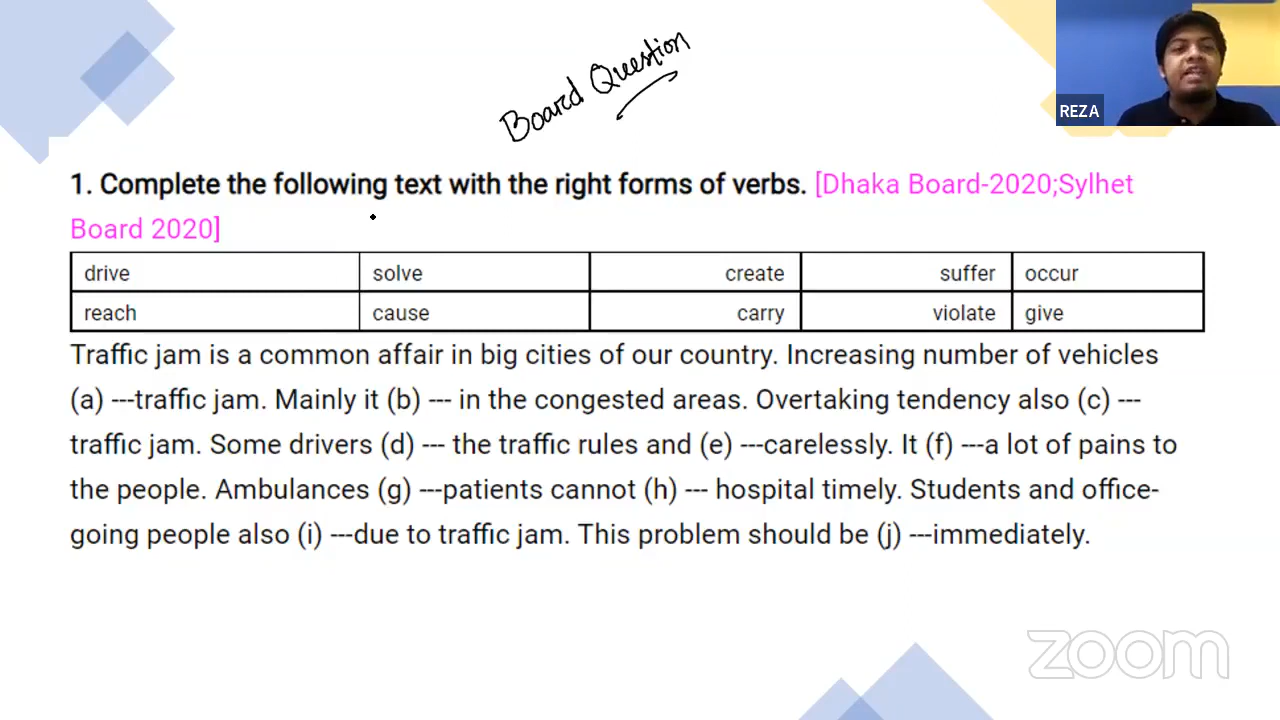 Board Question
REZA
1. Complete the following text with the right forms of verbs. [Dhaka Board-2020;Sylhet
Board 2020]
drive solve create suffer occur
reach cause carry violate give
Traffic jam is a common affair in big cities of our country. Increasing number of vehicles
(a) ---traffic jam. Mainly it (b) --- in the congested areas. Overtaking tendency also (c) ---
traffic jam. Some drivers (d) --- the traffic rules and (e) ---carelessly. It (f) ---a lot of pains to
the people. Ambulances (g) ---patients cannot (h) --- hospital timely. Students and office-
going people also (i) ---due to traffic jam. This problem should be (j) ---immediately.
zoom